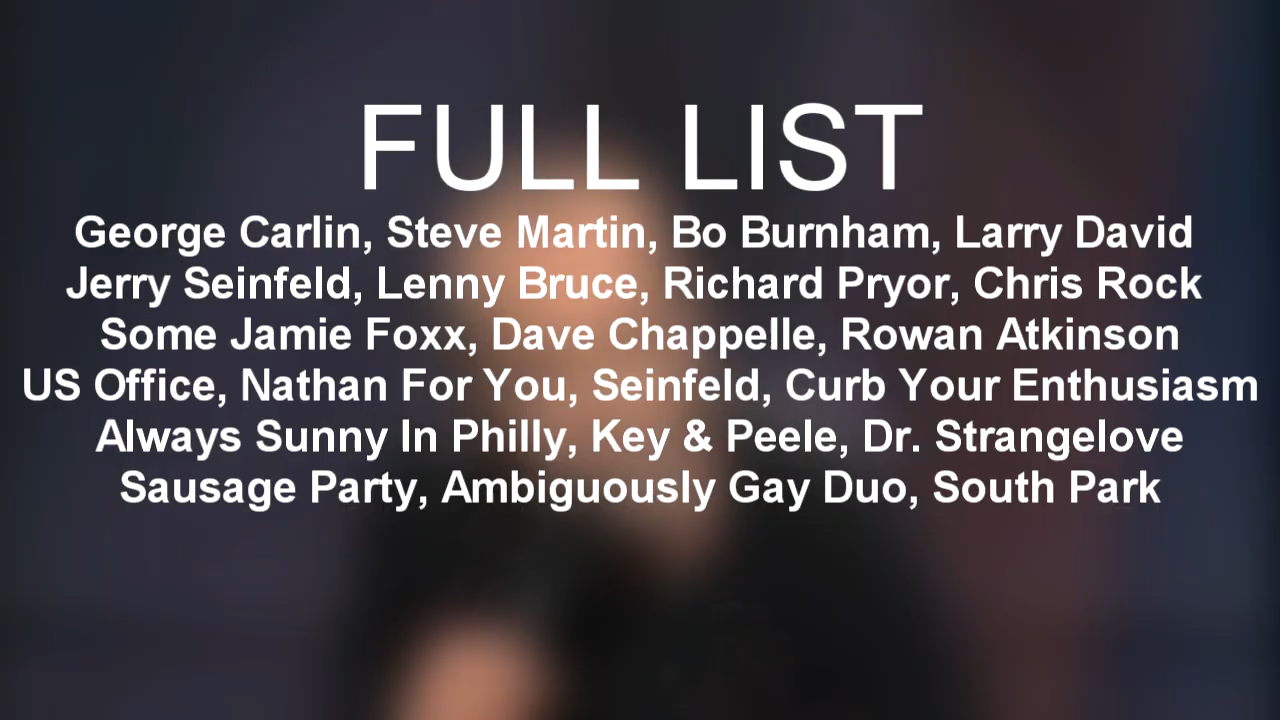 FULL LIST
George Carlin, Steve Martin, Bo Burnham, Larry David
Jerry Seinfeld, Lenny Bruce, Richard Pryor, Chris Rock
Some Jamie Foxx, Dave Chappelle, Rowan Atkinson
US Office, Nathan For You, Seinfeld, Curb Your Enthusiasm
Always Sunny In Philly, Key & Peele, Dr. Strangelove
Sausage Party, Ambiguously Gay Duo, South Park